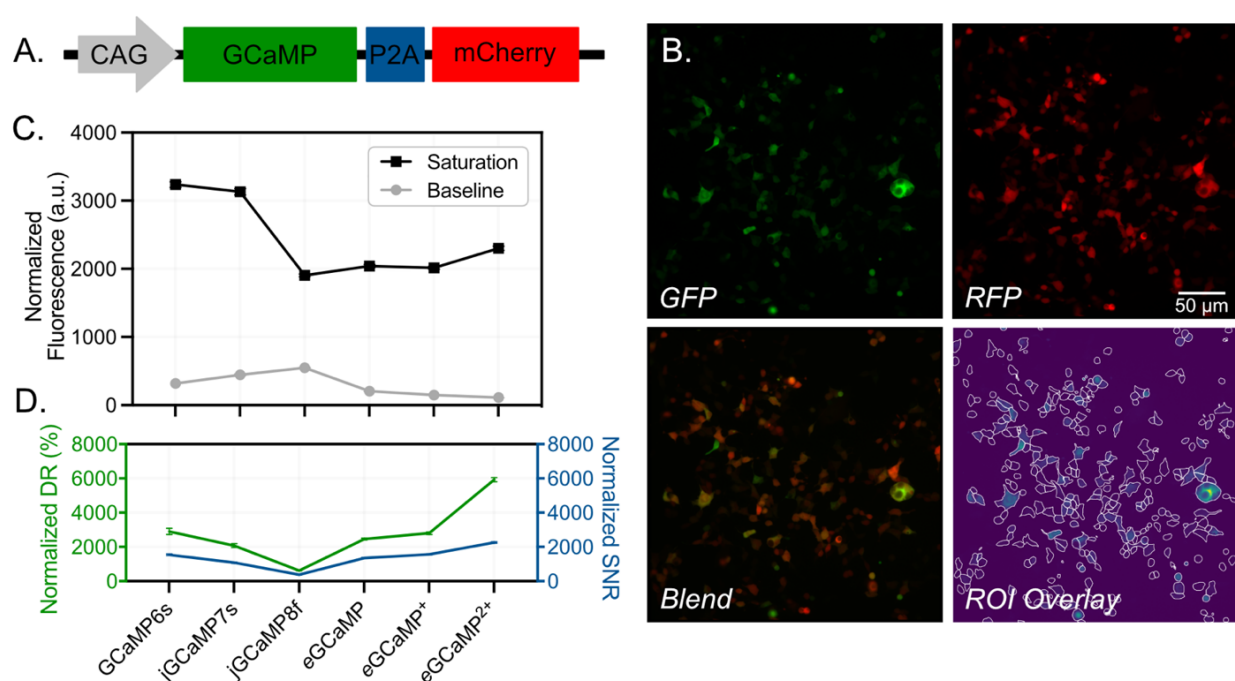 A.
CAG
GCaMP
P2A
mCherry
B.
GFP
RFP
50 μm
Blend
ROI Overlay
C.
Normalized
Fluorescence (a.u.)
4000
3000
2000
1000
0
Saturation
Baseline
D.
Normalized DR (%)
8000
6000
4000
2000
0
8000
6000
4000
2000
0
Normalized SNR
GCaMP6s
jGCaMP7s
jGCaMP8f
eGCaMP
eGCaMP⁺
eGCaMP²⁺